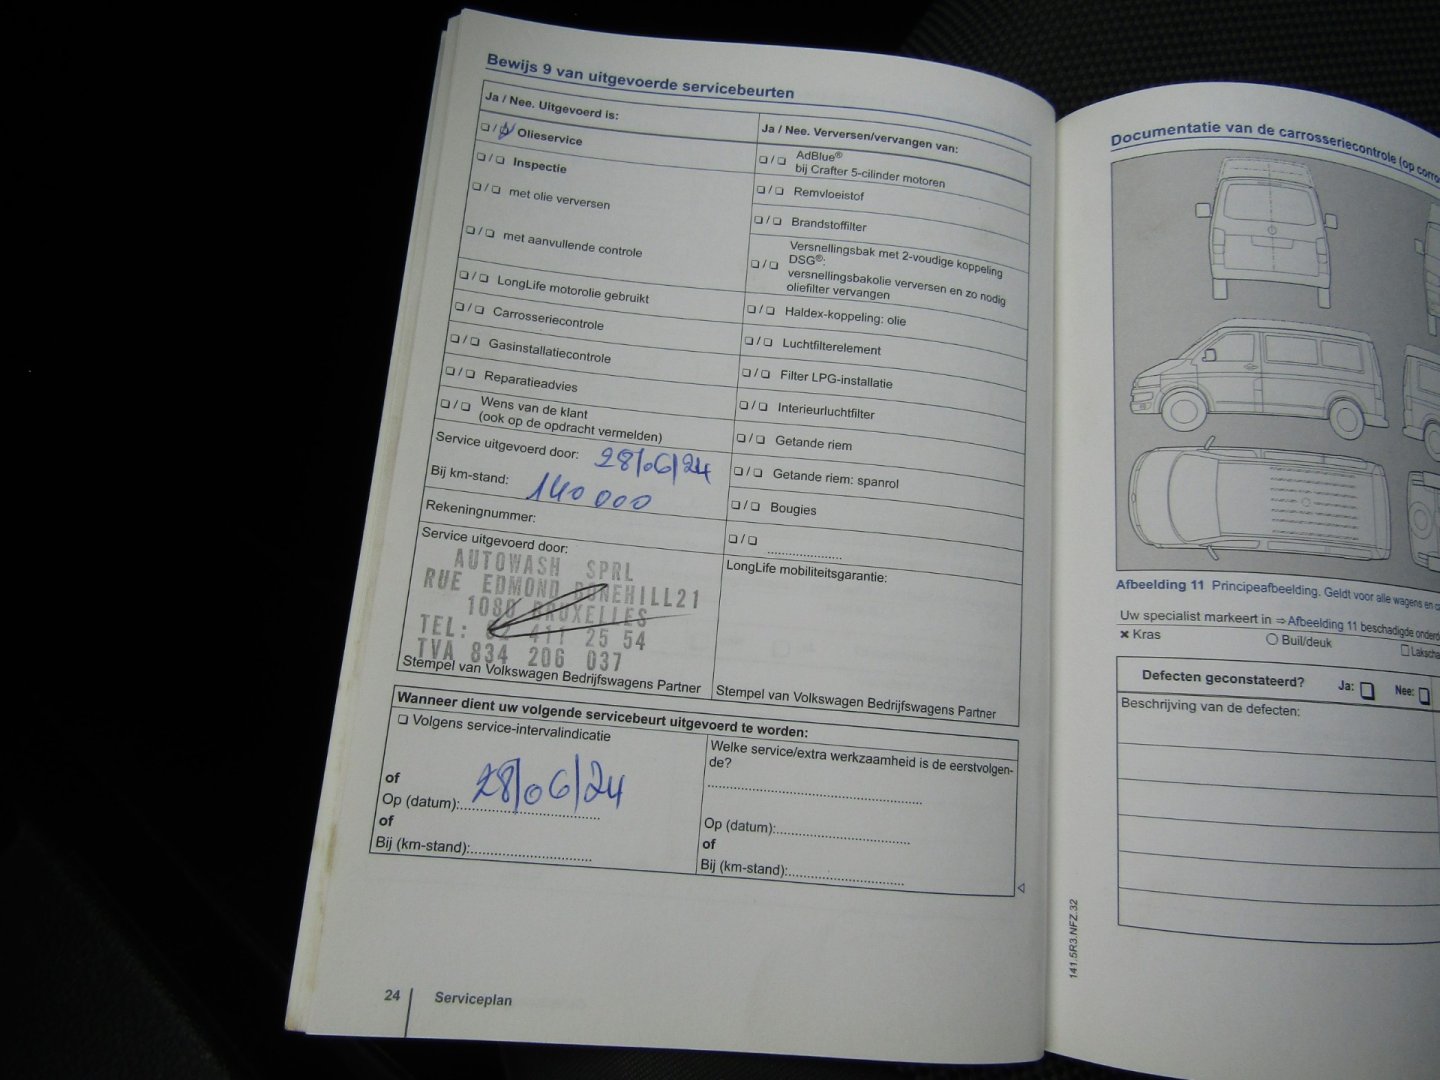 Bewijs 9 van uitgevoerde servicebeurten
Ja / Nee. Uitgevoerd is:
❏ / ❏ Olieservice
❏ / ❏ Inspectie
❏ / ❏ met olie verversen
❏ / ❏ met aanvullende controle
❏ / ❏ LongLife motorolie gebruikt
❏ / ❏ Carrosseriecontrole
❏ / ❏ Gasinstallatiecontrole
❏ / ❏ Reparatieadvies
❏ / ❏ Wens van de klant
(ook op de opdracht vermelden)
Service uitgevoerd door: 28/06/24
Bij km-stand: 140 000
Rekeningnummer:
Service uitgevoerd door:
AUTOWASH SPRL
RUE EDMOND BONEHILL21
1080 BRUXELLES
TEL: 02 411 25 54
TVA 834 206 037
Stempel van Volkswagen Bedrijfswagens Partner
Ja / Nee. Verversen/vervangen van:
❏ / ❏ AdBlue®
bij Crafter 5-cilinder motoren
❏ / ❏ Remvloeistof
❏ / ❏ Brandstoffilter
❏ / ❏ Versnellingsbak met 2-voudige koppeling
DSG®:
versnellingsbakolie verversen en zo nodig
oliefilter vervangen
❏ / ❏ Haldex-koppeling: olie
❏ / ❏ Luchtfilterelement
❏ / ❏ Filter LPG-installatie
❏ / ❏ Interieurluchtfilter
❏ / ❏ Getande riem
❏ / ❏ Getande riem: spanrol
❏ / ❏ Bougies
❏ / ❏ .....................
LongLife mobiliteitsgarantie:
Stempel van Volkswagen Bedrijfswagens Partner
Wanneer dient uw volgende servicebeurt uitgevoerd te worden:
❏ Volgens service-intervalindicatie
of
Op (datum): 28/06/24
of
Bij (km-stand):..............................
Welke service/extra werkzaamheid is de eerstvolgen-
de?
Op (datum):.................................
of
Bij (km-stand):..............................
24 Serviceplan
Documentatie van de carrosseriecontrole (op
Afbeelding 11 Principeafbeelding. Geldt voor alle wagens en
Uw specialist markeert in ⇒ Afbeelding 11 beschadigde
× Kras
○ Buil/deuk
Defecten geconstateerd? Ja: ❏ Nee: ❏
Beschrijving van de defecten:
141.5R3.NFZ.32